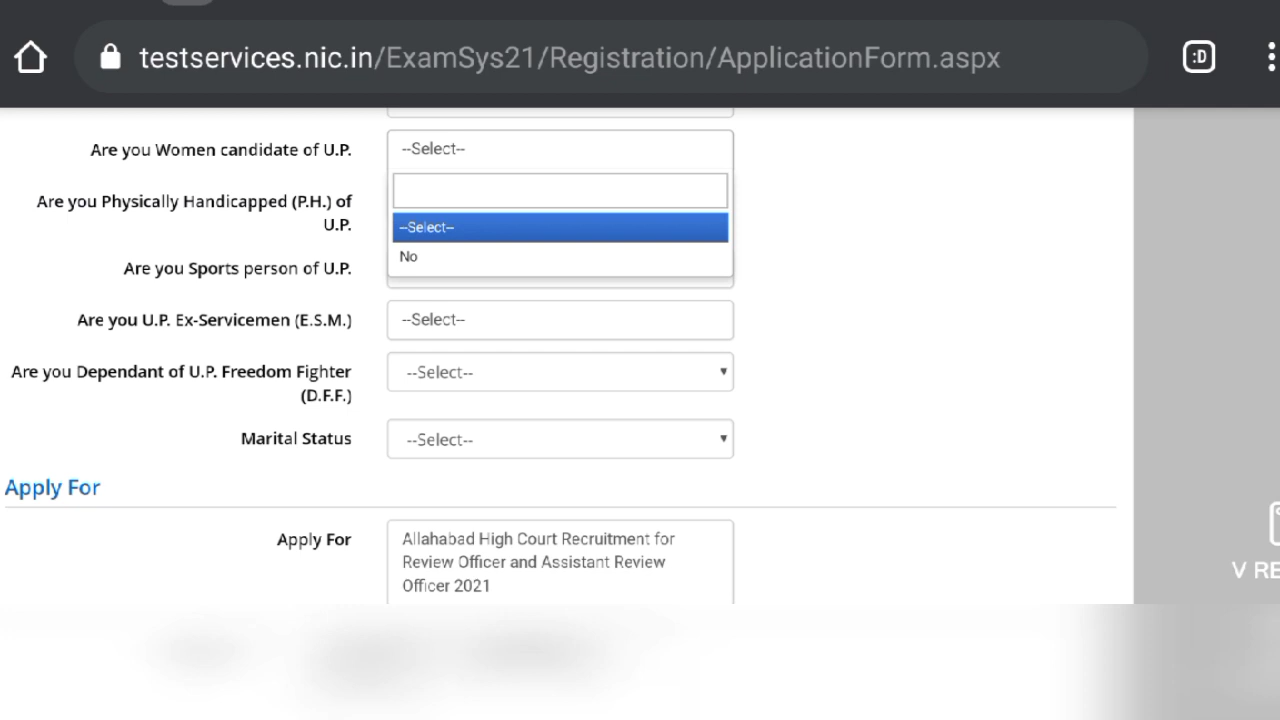 :D
testservices.nic.in/ExamSys21/Registration/ApplicationForm.aspx
Are you Women candidate of U.P.
--Select--
--Select--
No
Are you Physically Handicapped (P.H.) of
U.P.
Are you Sports person of U.P.
Are you U.P. Ex-Servicemen (E.S.M.)
--Select--
Are you Dependant of U.P. Freedom Fighter
(D.F.F.)
--Select--
Marital Status
--Select--
Apply For
Apply For
Allahabad High Court Recruitment for
Review Officer and Assistant Review
Officer 2021
V RE